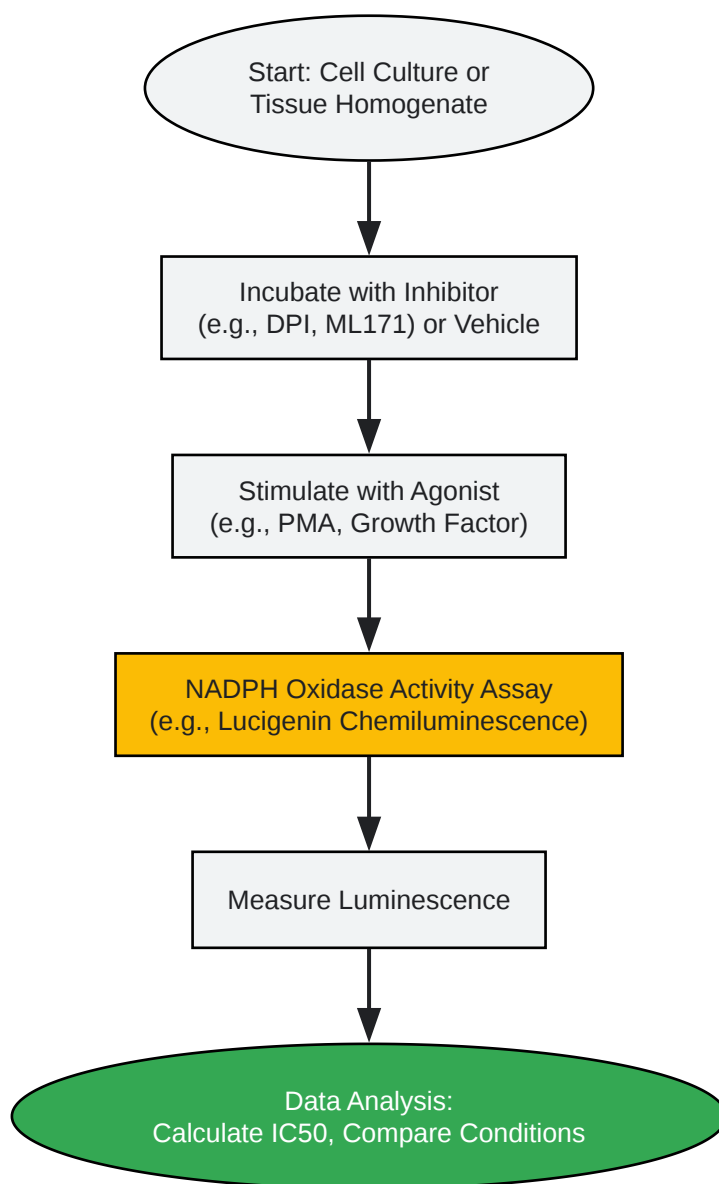 Start: Cell Culture or
Tissue Homogenate
Incubate with Inhibitor
(e.g., DPI, ML171) or Vehicle
Stimulate with Agonist
(e.g., PMA, Growth Factor)
NADPH Oxidase Activity Assay
(e.g., Lucigenin Chemiluminescence)
Measure Luminescence
Data Analysis:
Calculate IC50, Compare Conditions